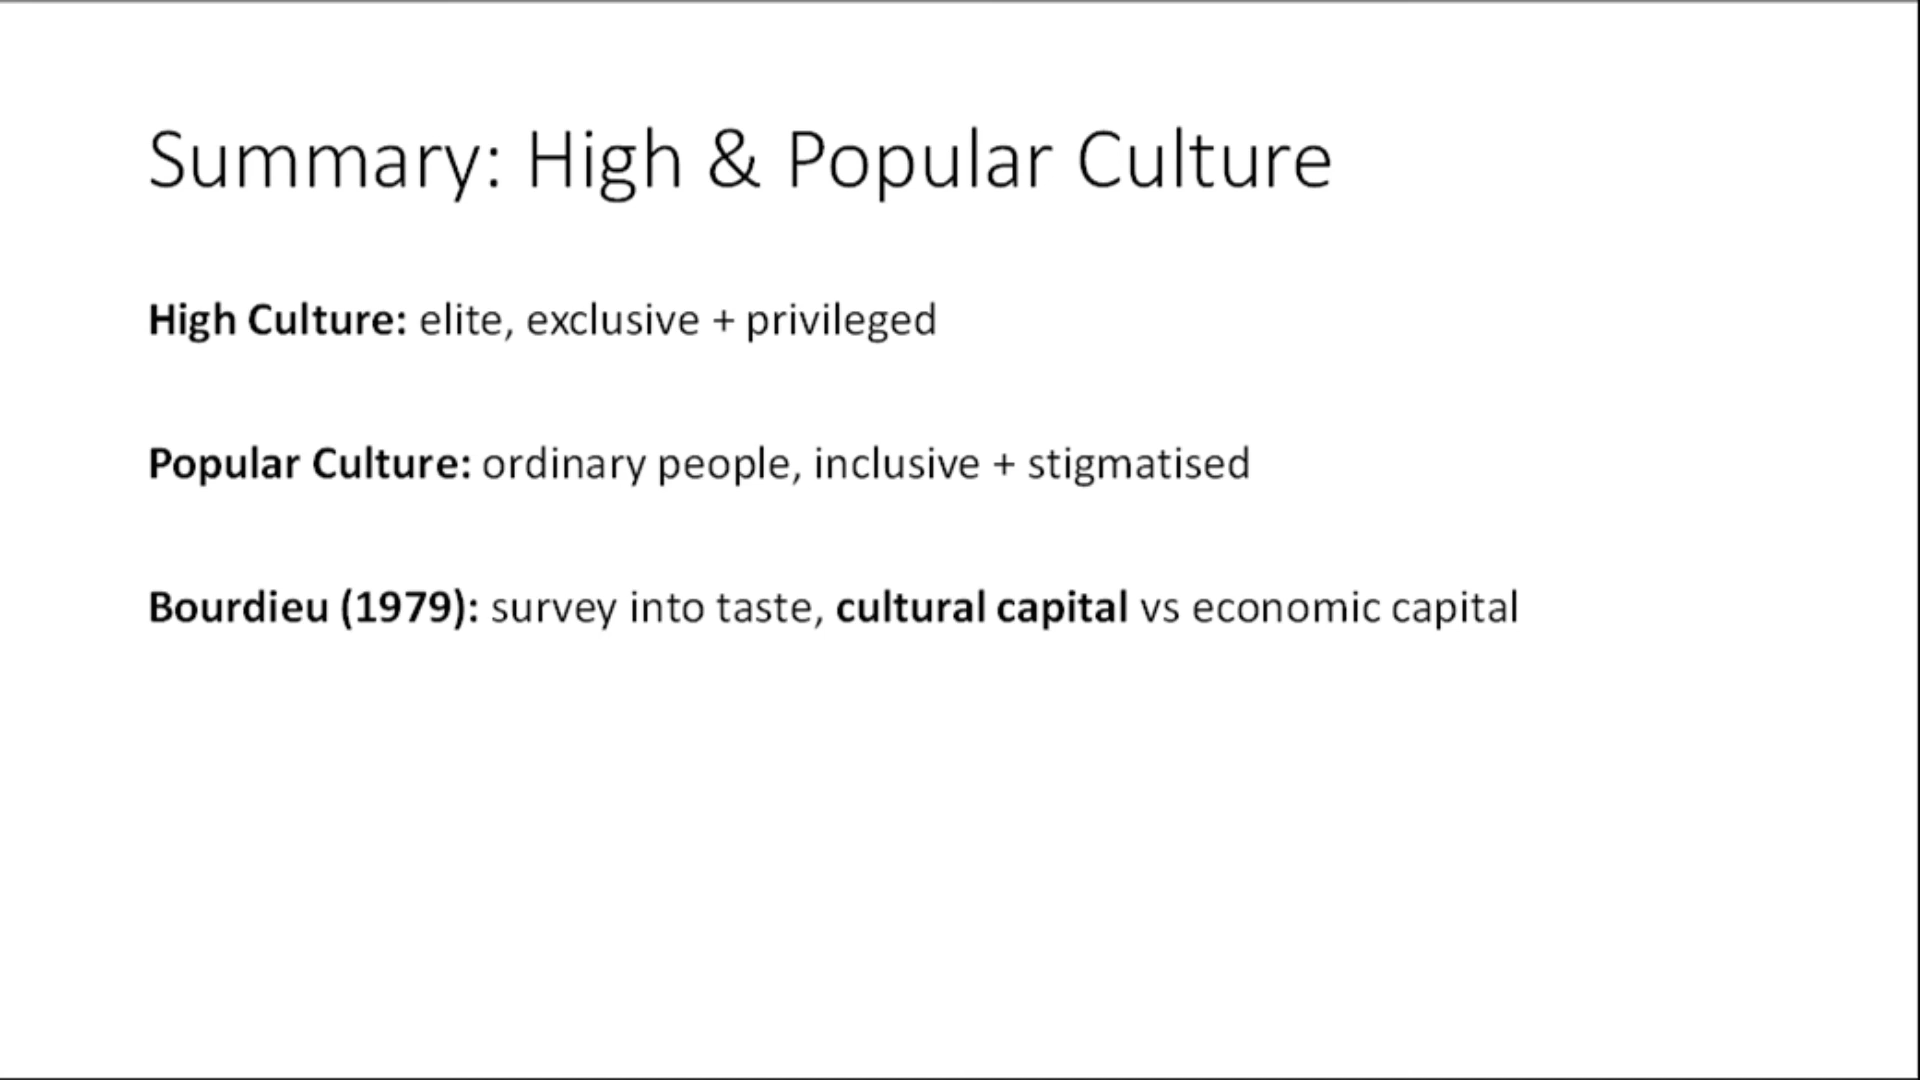 Summary: High & Popular Culture
High Culture: elite, exclusive + privileged
Popular Culture: ordinary people, inclusive + stigmatised
Bourdieu (1979): survey into taste, cultural capital vs economic capital